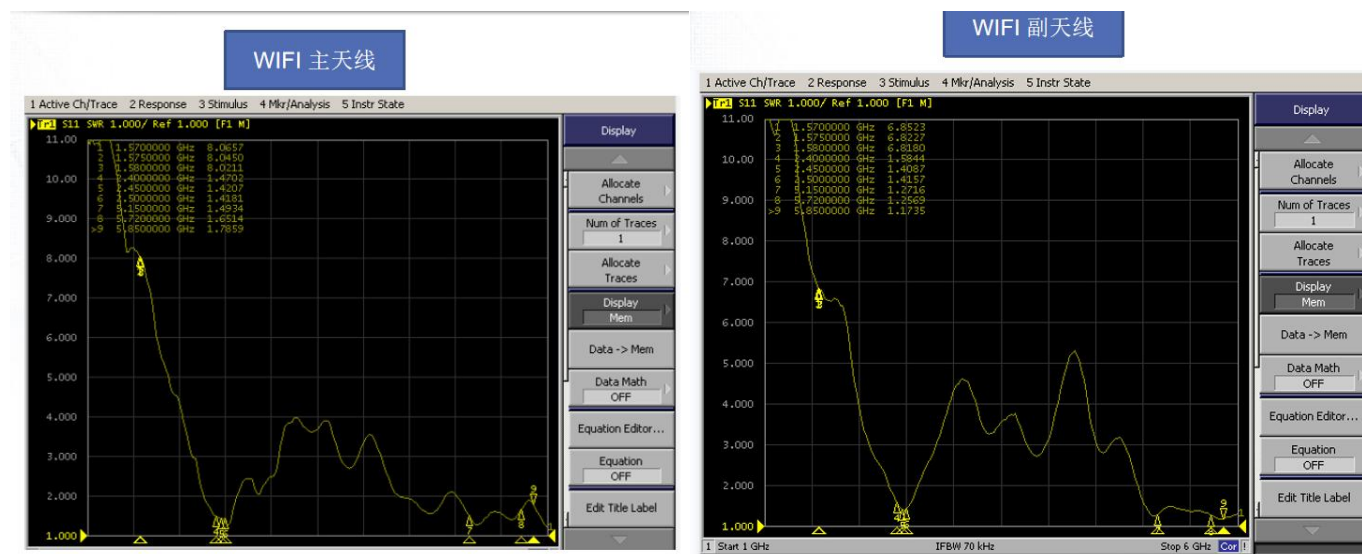 WIFI 主天线
1 Active Ch/Trace 2 Response 3 Stimulus 4 Mkr/Analysis 5 Instr State
Tr1 S11 SWR 1.000/ Ref 1.000 [F1 M]
11.00
10.00
9.000
8.000
7.000
6.000
5.000
4.000
3.000
2.000
1.000
1 1.5700000 GHz 8.0657
2 1.5750000 GHz 8.0450
3 1.5800000 GHz 8.0211
4 2.4000000 GHz 1.4702
5 2.4500000 GHz 1.4207
6 2.5000000 GHz 1.4181
7 5.1500000 GHz 1.4934
8 5.7200000 GHz 1.6514
>9 5.8500000 GHz 1.7859
Display
Allocate
Channels
Num of Traces
1
Allocate
Traces
Display
Mem
Data -> Mem
Data Math
OFF
Equation Editor...
Equation
OFF
Edit Title Label
WIFI 副天线
1 Active Ch/Trace 2 Response 3 Stimulus 4 Mkr/Analysis 5 Instr State
Tr1 S11 SWR 1.000/ Ref 1.000 [F1 M]
11.00
10.00
9.000
8.000
7.000
6.000
5.000
4.000
3.000
2.000
1.000
1 1.5700000 GHz 6.8523
2 1.5750000 GHz 6.8227
3 1.5800000 GHz 6.8180
4 2.4000000 GHz 1.5844
5 2.4500000 GHz 1.4087
6 2.5000000 GHz 1.4157
7 5.1500000 GHz 1.2716
8 5.7200000 GHz 1.2569
>9 5.8500000 GHz 1.1735
1 Start 1 GHz IFBW 70 kHz Stop 6 GHz Cor !
Display
Allocate
Channels
Num of Traces
1
Allocate
Traces
Display
Mem
Data -> Mem
Data Math
OFF
Equation Editor...
Equation
OFF
Edit Title Label